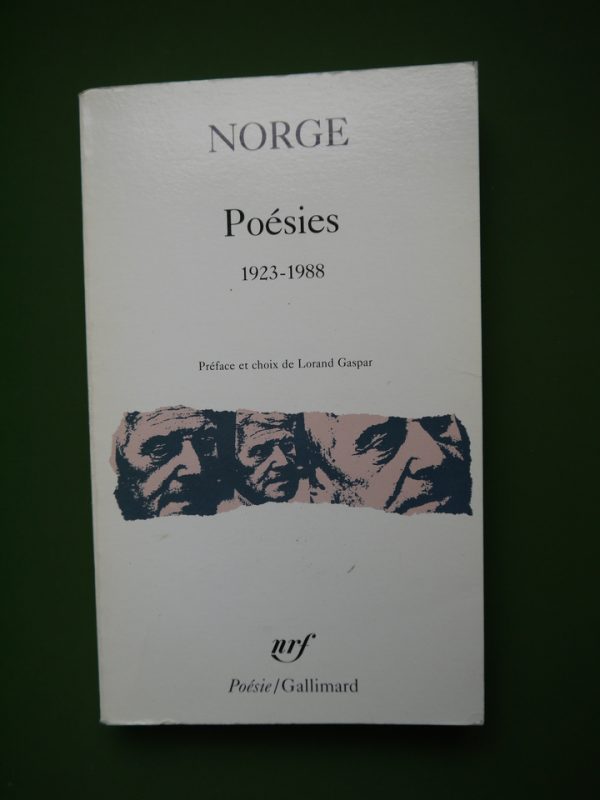 NORGE
Poésies
1923-1988
Préface et choix de Lorand Gaspar
nrf
Poésie/Gallimard